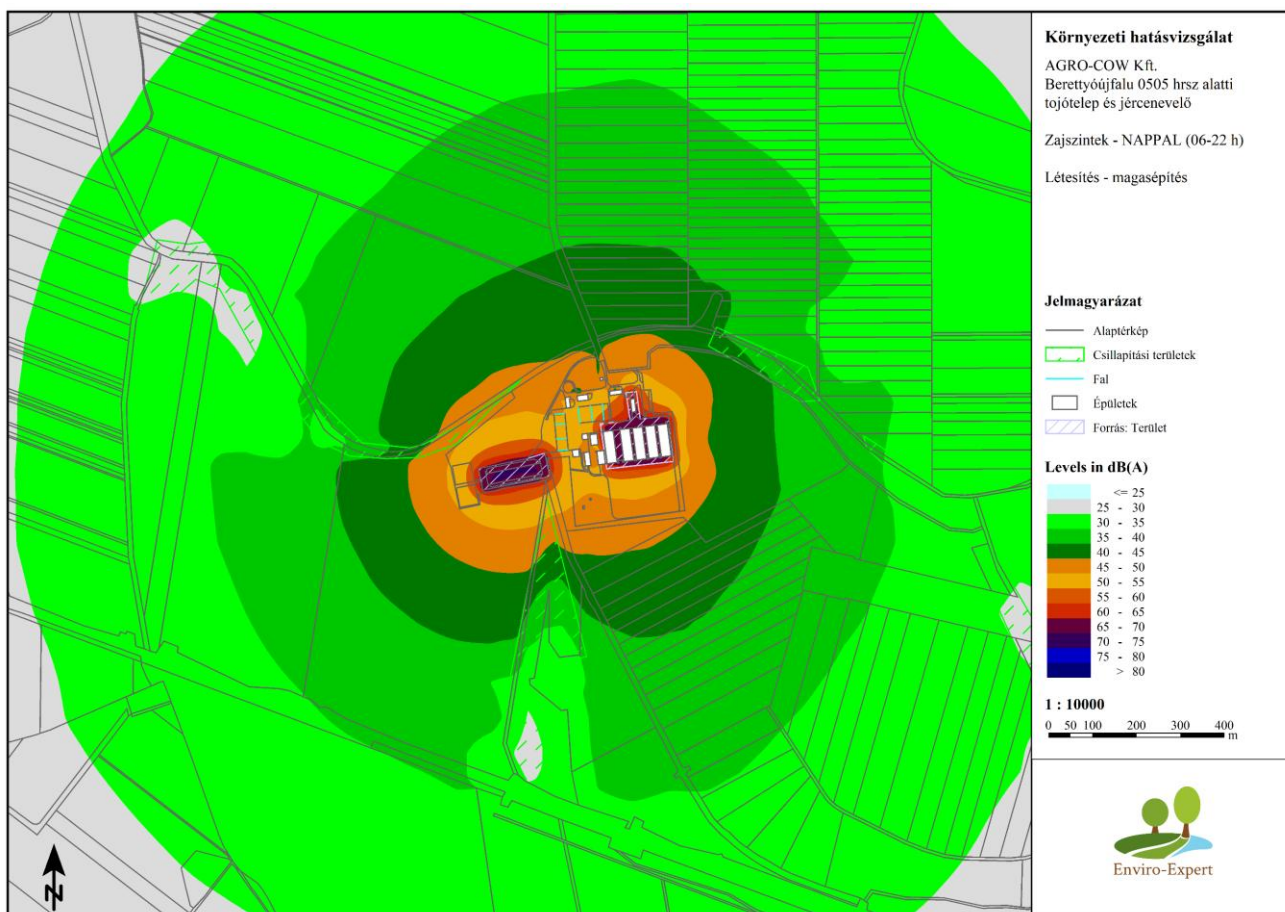 Környezeti hatásvizsgálat
AGRO-COW Kft.
Berettyóújfalu 0505 hrsz alatti
tojótelep és jércenevelő
Zajszintek - NAPPAL (06-22 h)
Létesítés - magasépítés
Jelmagyarázat
Alaptérkép
Csillapítási területek
Fal
Épületek
Forrás: Terület
Levels in dB(A)
<= 25
25 - 30
30 - 35
35 - 40
40 - 45
45 - 50
50 - 55
55 - 60
60 - 65
65 - 70
70 - 75
75 - 80
> 80
1 : 10000
0 50 100 200 300 400
m
Enviro-Expert
N